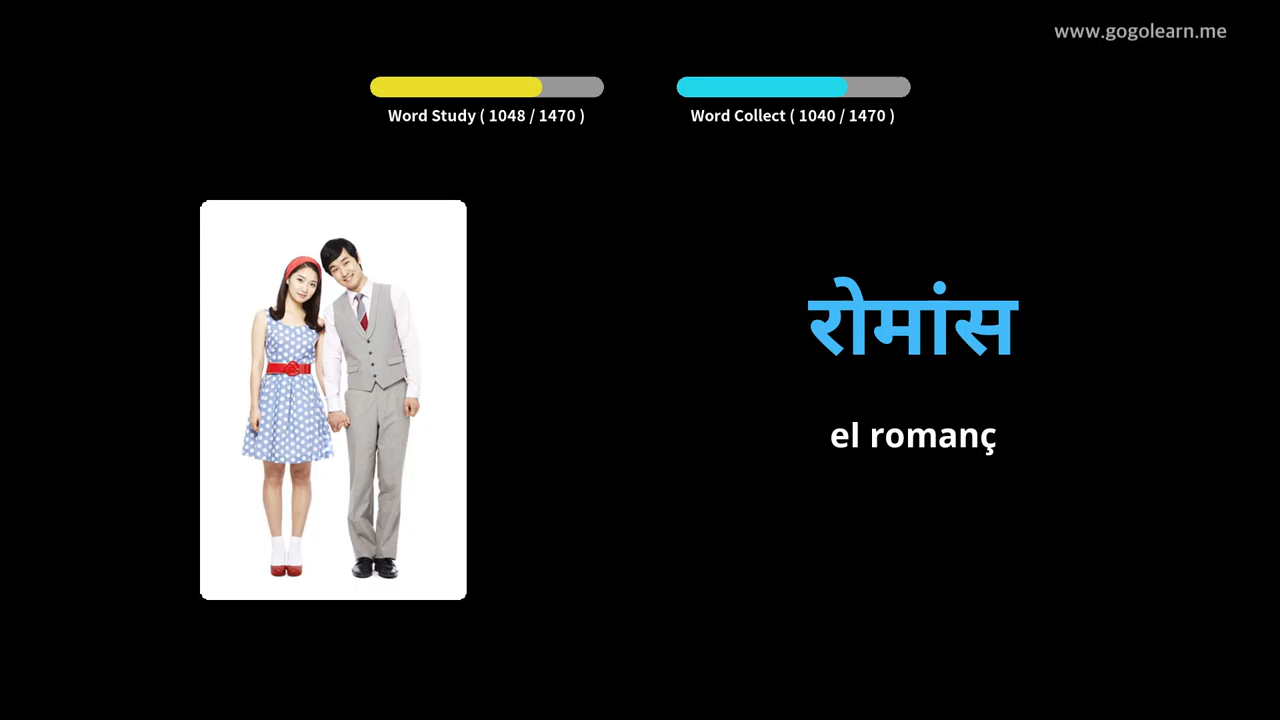 www.gogolearn.me
Word Study ( 1048 / 1470 )
Word Collect ( 1040 / 1470 )
रोमांस
el romanç